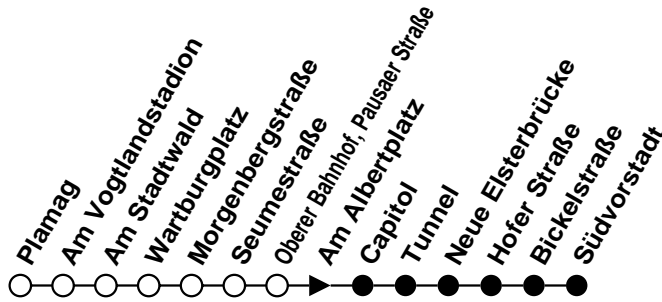 Plamag
Am Vogtlandstadion
Am Stadtwald
Wartburgplatz
Morgenbergstraße
Seumestraße
Oberer Bahnhof, Pausaer Straße
Am Albertplatz
Capitol
Tunnel
Neue Elsterbrücke
Hofer Straße
Bickelstraße
Südvorstadt